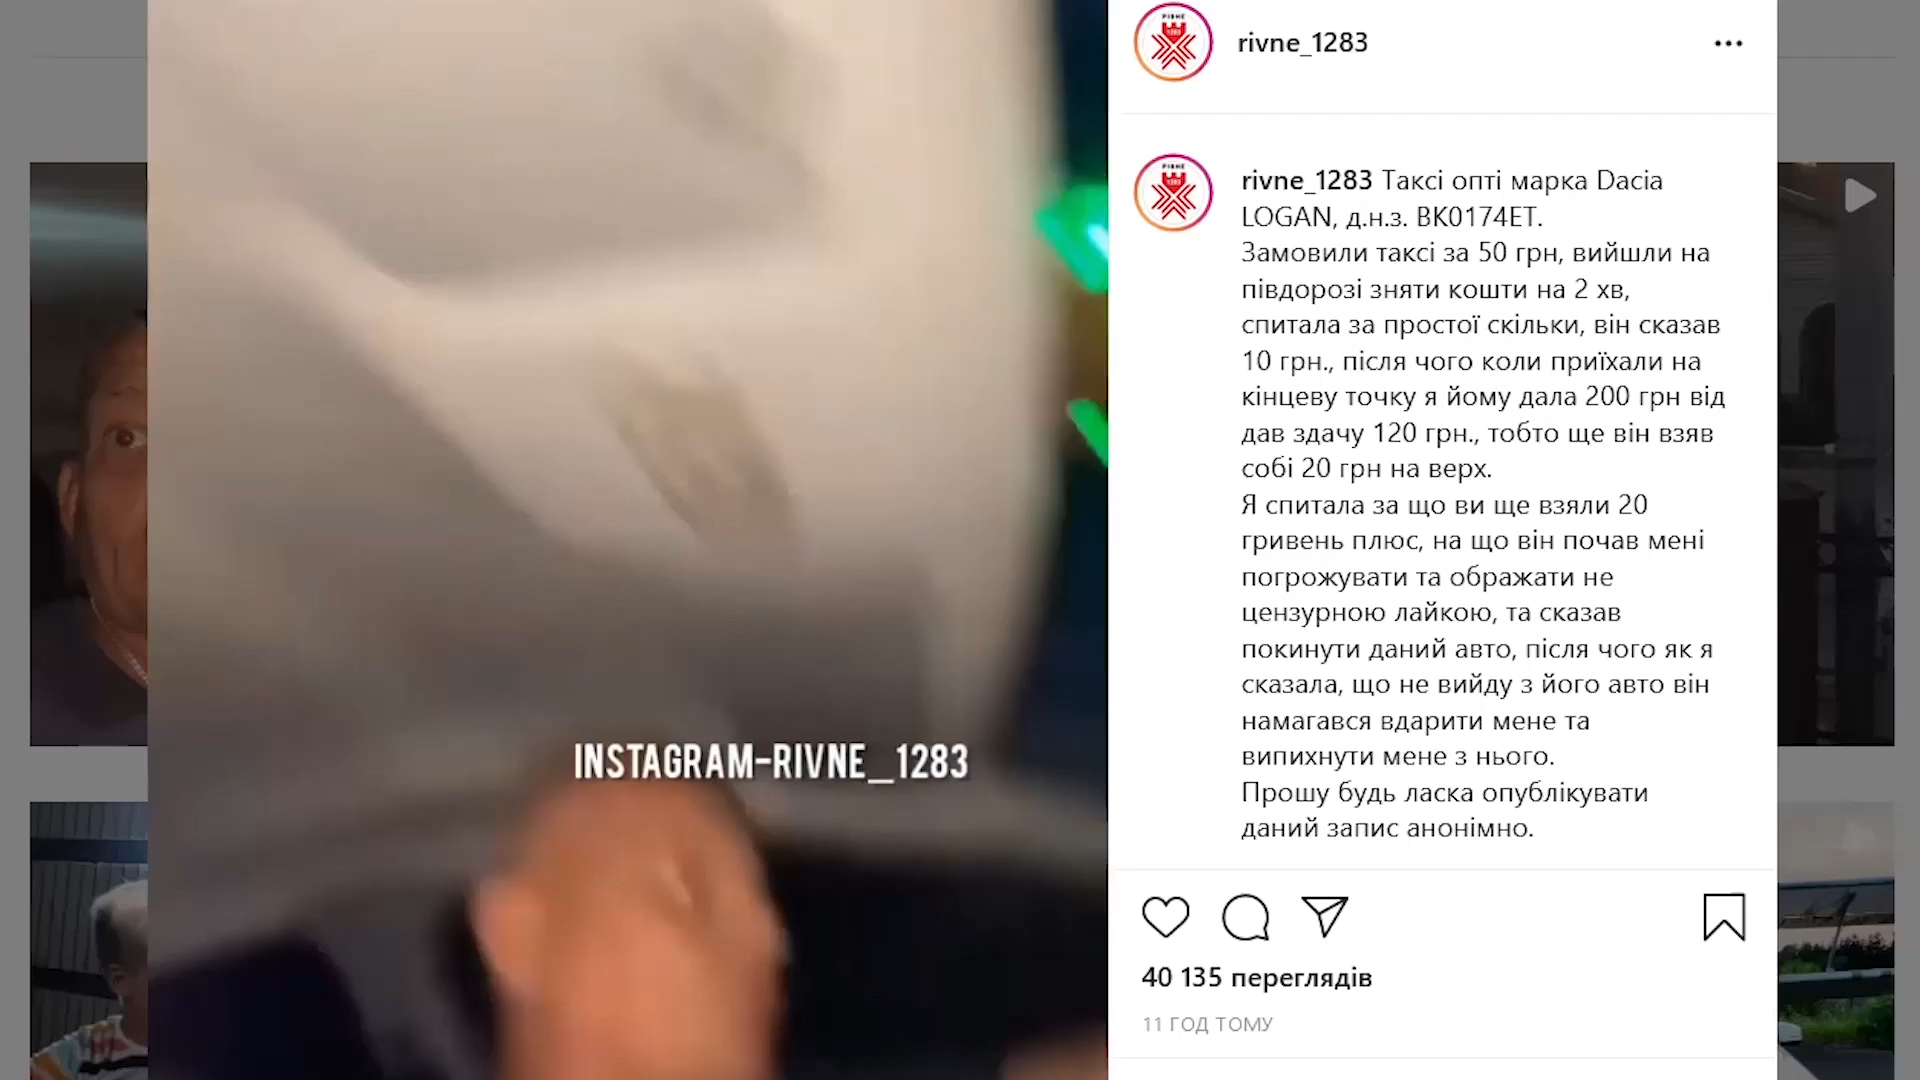 РІВНЕ
1283
rivne_1283
РІВНЕ
1283
rivne_1283 Таксі опті марка Dacia
LOGAN, д.н.з. ВК0174ЕТ.
Замовили таксі за 50 грн, вийшли на
півдорозі зняти кошти на 2 хв,
спитала за простої скільки, він сказав
10 грн., після чого коли приїхали на
кінцеву точку я йому дала 200 грн від
дав здачу 120 грн., тобто ще він взяв
собі 20 грн на верх.
Я спитала за що ви ще взяли 20
гривень плюс, на що він почав мені
погрожувати та ображати не
цензурною лайкою, та сказав
покинути даний авто, після чого як я
сказала, що не вийду з його авто він
намагався вдарити мене та
випихнути мене з нього.
Прошу будь ласка опублікувати
даний запис анонімно.
INSTAGRAM-RIVNE_1283
40 135 переглядів
11 ГОД ТОМУ